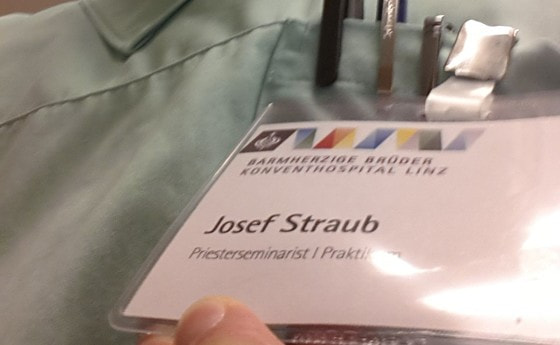 BARMHERZIGE BRÜDER
KONVENTHOSPITAL LINZ
Josef Straub
Priesterseminarist I